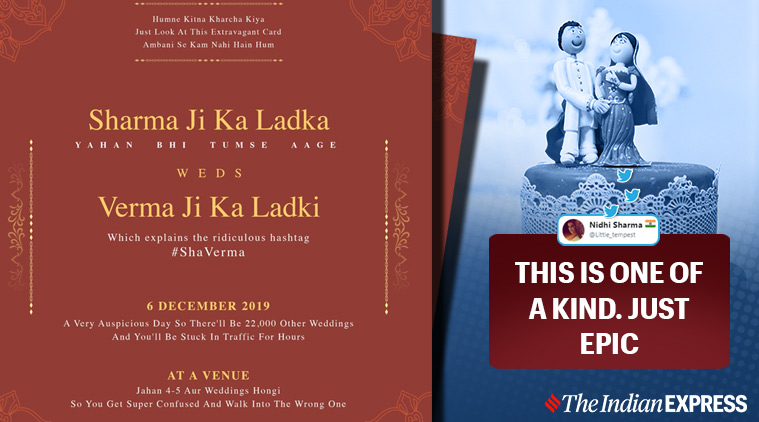 Humne Kitna Kharcha Kiya
Just Look At This Extravagant Card
Ambani Se Kam Nahi Hain Hum
Sharma Ji Ka Ladka
YAHAN BHI TUMSE AAGE
WEDS
Verma Ji Ka Ladki
Which explains the ridiculous hashtag
#ShaVerma
6 DECEMBER 2019
A Very Auspicious Day So There'll Be 22,000 Other Weddings
And You'll Be Stuck In Traffic For Hours
AT A VENUE
Jahan 4-5 Aur Weddings Hongi
So You Get Super Confused And Walk Into The Wrong One
Nidhi Sharma
@Little_tempest
THIS IS ONE OF
A KIND. JUST
EPIC
The Indian EXPRESS